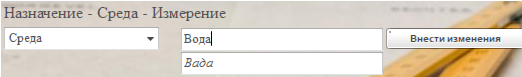 Назначение - Среда - Измерение
Среда Вода Внести изменения
Вада